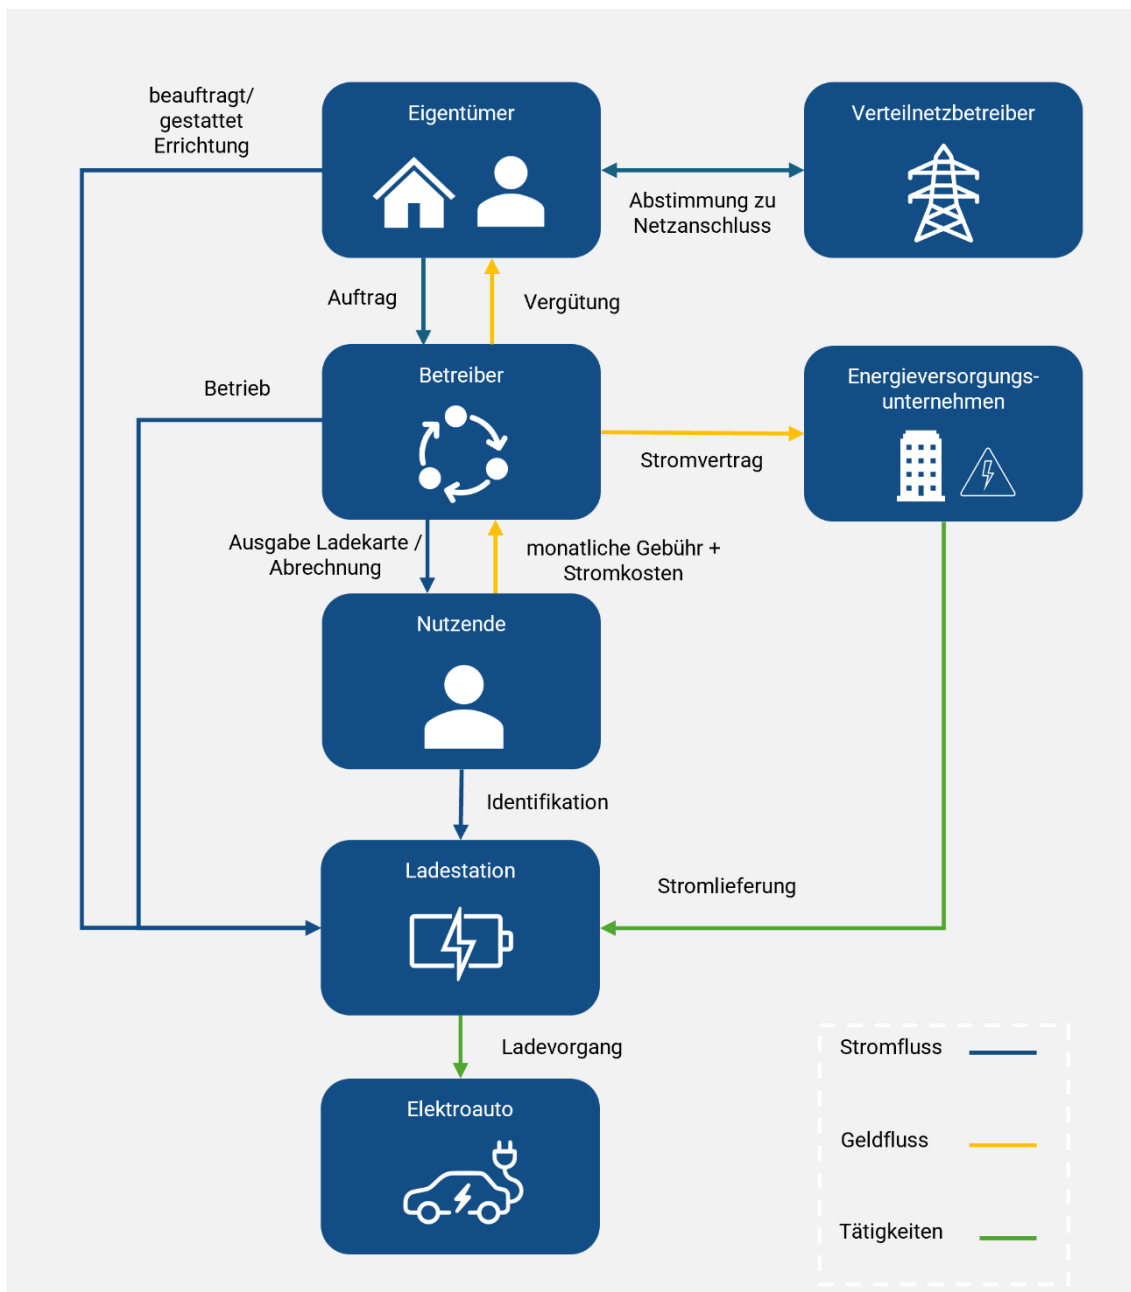 beauftragt/
gestattet
Errichtung
Eigentümer
Verteilnetzbetreiber
Abstimmung zu
Netzanschluss
Auftrag
Vergütung
Betrieb
Betreiber
Energieversorgungs-
unternehmen
Stromvertrag
Ausgabe Ladekarte /
Abrechnung
monatliche Gebühr +
Stromkosten
Nutzende
Identifikation
Ladestation
Stromlieferung
Ladevorgang
Elektroauto
Stromfluss
Geldfluss
Tätigkeiten